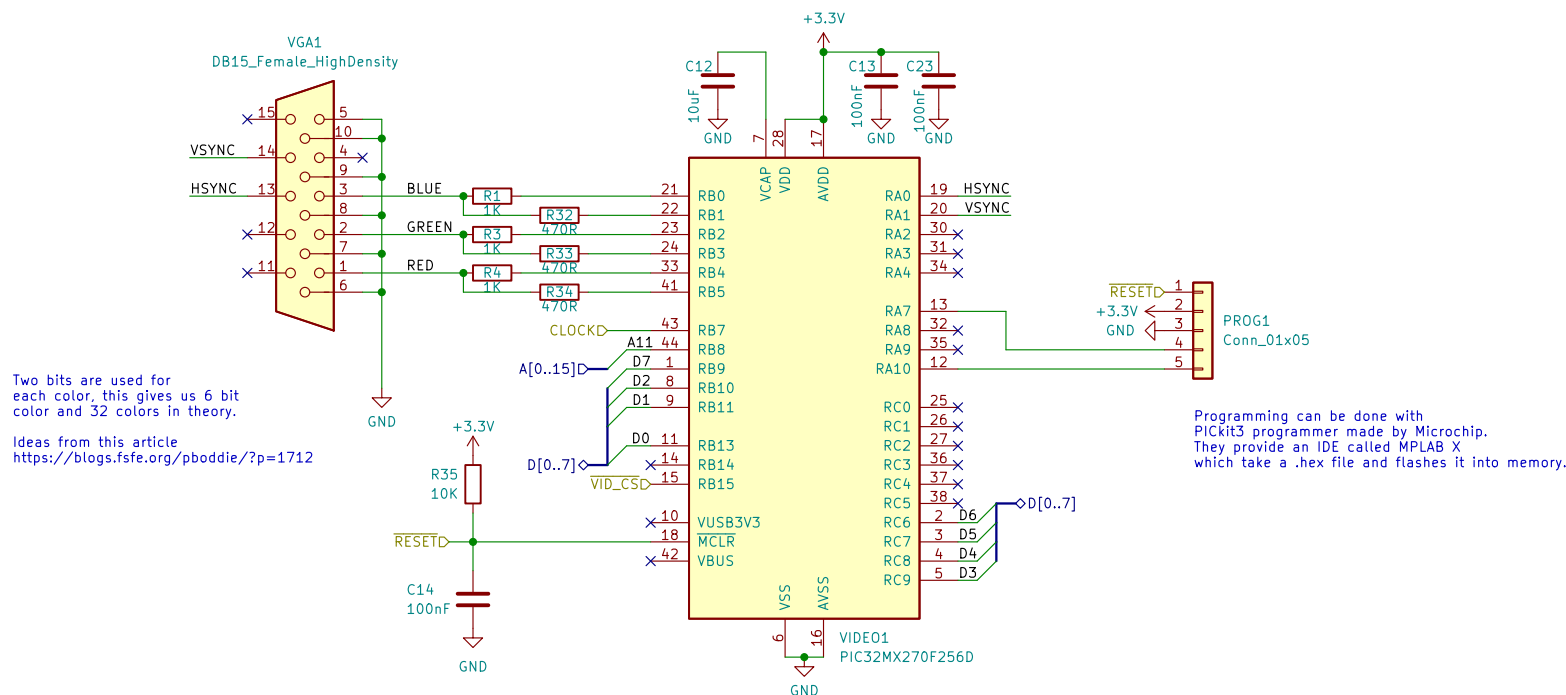 +3.3V
VGA1
DB15_Female_HighDensity
C12
10uF
GND
C13
100nF
GND
C23
100nF
GND
15
14
13
12
11
5
10
4
9
3
8
2
7
1
6
VSYNC
HSYNC
BLUE
GREEN
RED
GND
R1
1K
R32
470R
R3
1K
R33
470R
R4
1K
R34
470R
7
28
17
VCAP
VDD
AVDD
21 RB0
22 RB1
23 RB2
24 RB3
33 RB4
41 RB5
CLOCK 43 RB7
A11 44 RB8
D7 1 RB9
D2 8 RB10
D1 9 RB11
D0 11 RB13
14 RB14
VID_CS 15 RB15
10 VUSB3V3
18 MCLR
42 VBUS
A[0..15]
D[0..7]
RA0 19 HSYNC
RA1 20 VSYNC
RA2 30
RA3 31
RA4 34
RA7 13
RA8 32
RA9 35
RA10 12
RC0 25
RC1 26
RC2 27
RC3 36
RC4 37
RC5 38
RC6 2 D6
RC7 3 D5
RC8 4 D4
RC9 5 D3
D[0..7]
VSS
AVSS
6
16
GND
VIDEO1
PIC32MX270F256D
RESET 1
+3.3V 2
GND 3
4
5
PROG1
Conn_01x05
Two bits are used for
each color, this gives us 6 bit
color and 32 colors in theory.
Ideas from this article
https://blogs.fsfe.org/pboddie/?p=1712
+3.3V
R35
10K
RESET
C14
100nF
GND
Programming can be done with
PICkit3 programmer made by Microchip.
They provide an IDE called MPLAB X
which take a .hex file and flashes it into memory.